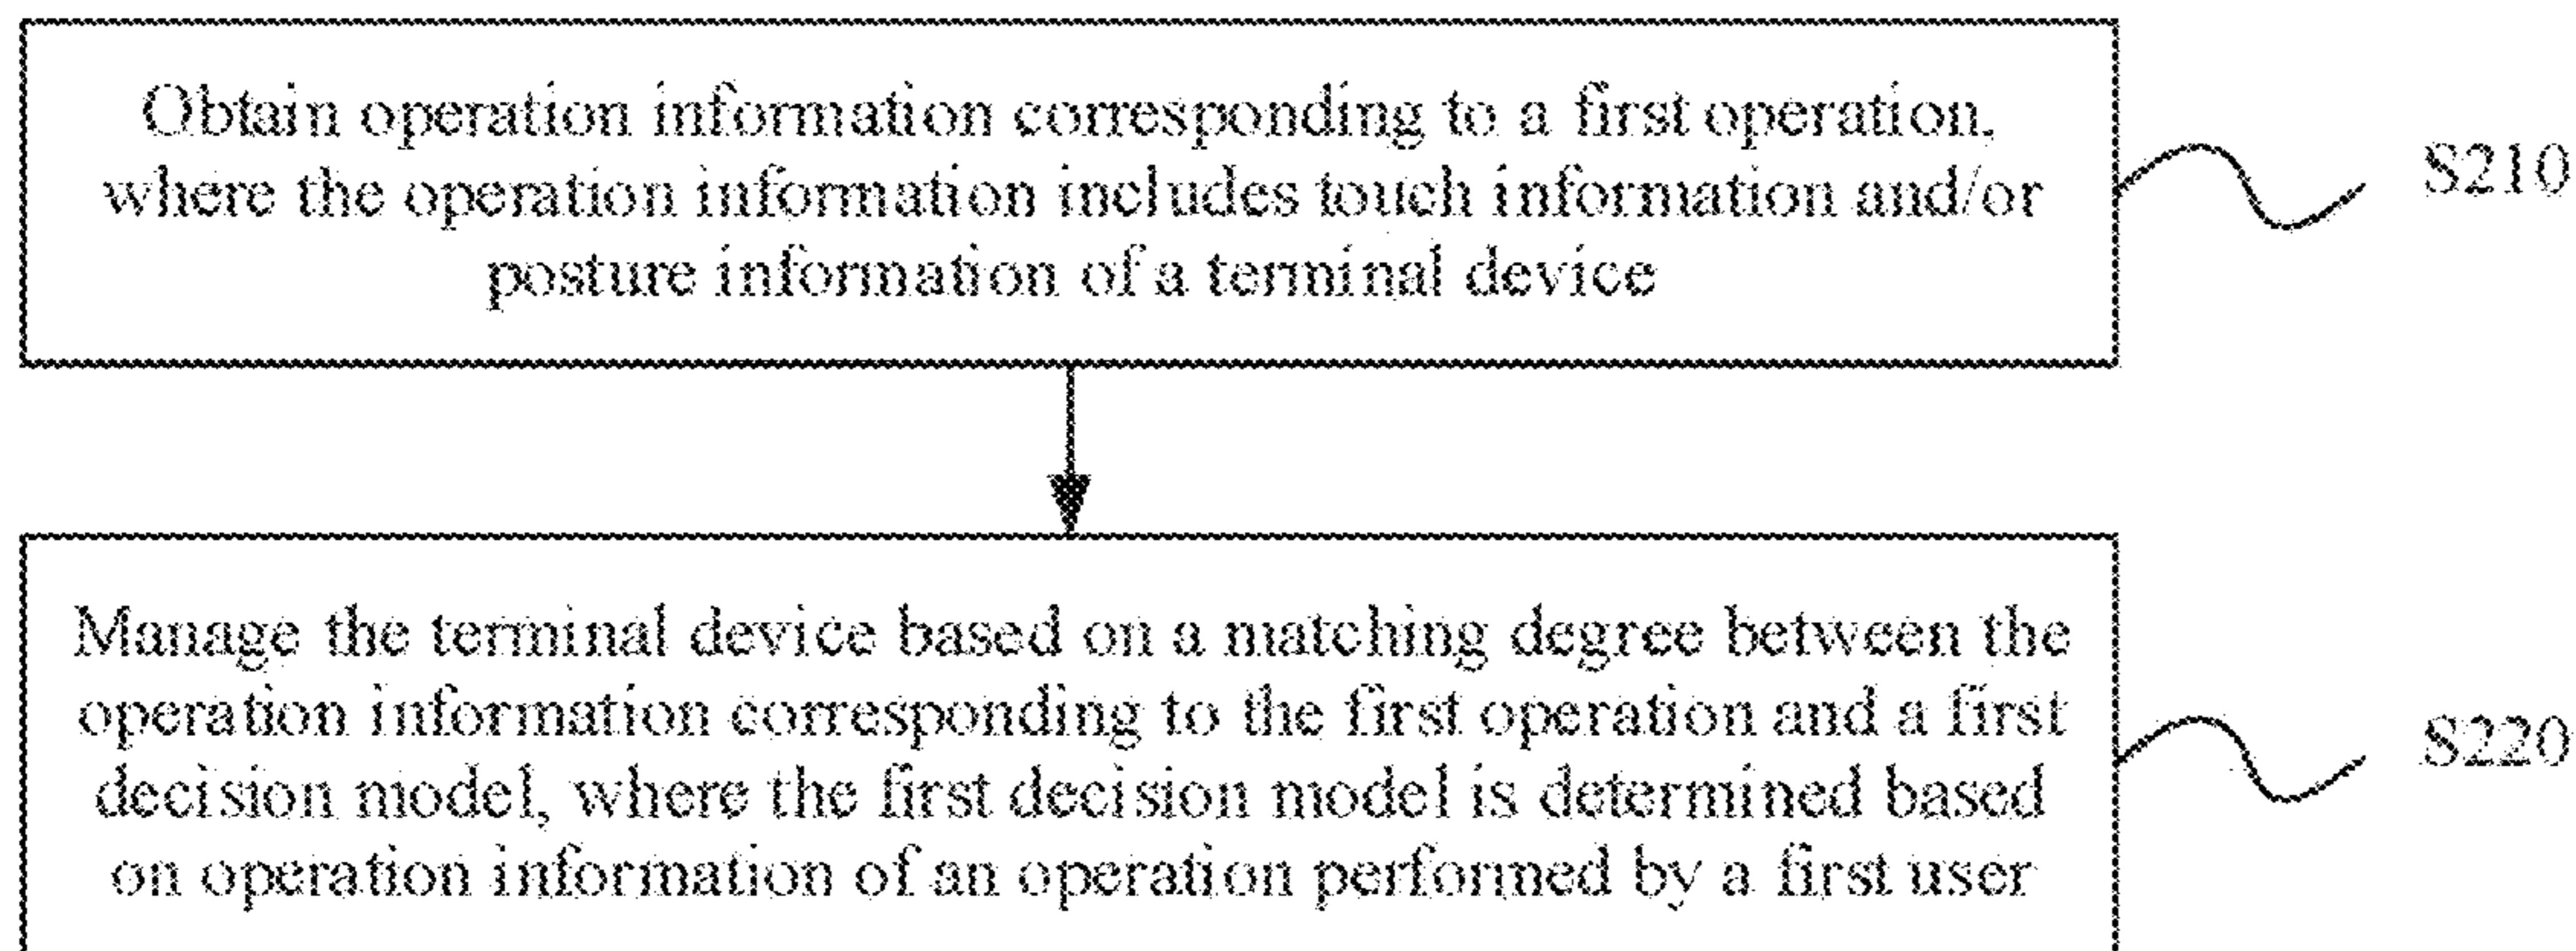 Obtain operation information corresponding to a first operation,
where the operation information includes touch information and/or
posture information of a terminal device
S210
Manage the terminal device based on a matching degree between the
operation information corresponding to the first operation and a first
decision model, where the first decision model is determined based
on operation information of an operation performed by a first user
S220